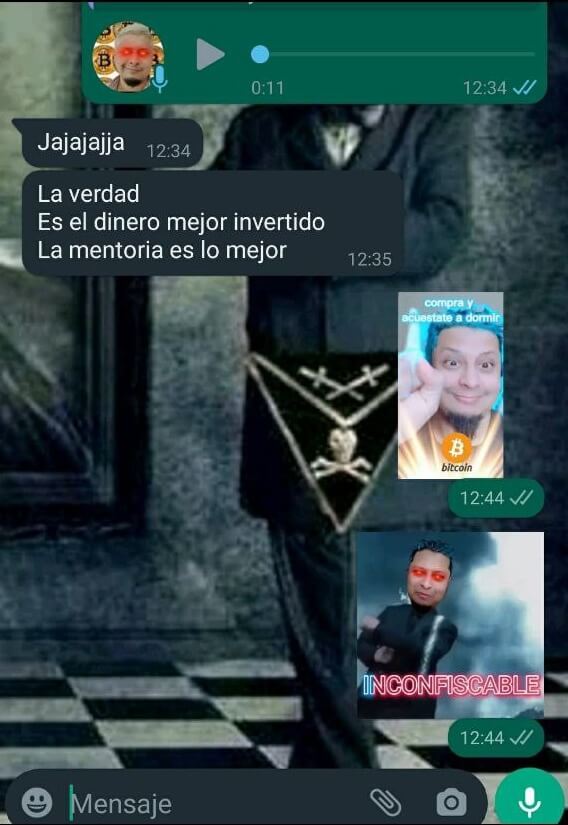 0:11
12:34
Jajajajja
12:34
La verdad
Es el dinero mejor invertido
La mentoria es lo mejor
12:35
compra y
acuestate a dormir
bitcoin
12:44
INCONFISCABLE
12:44
Mensaje